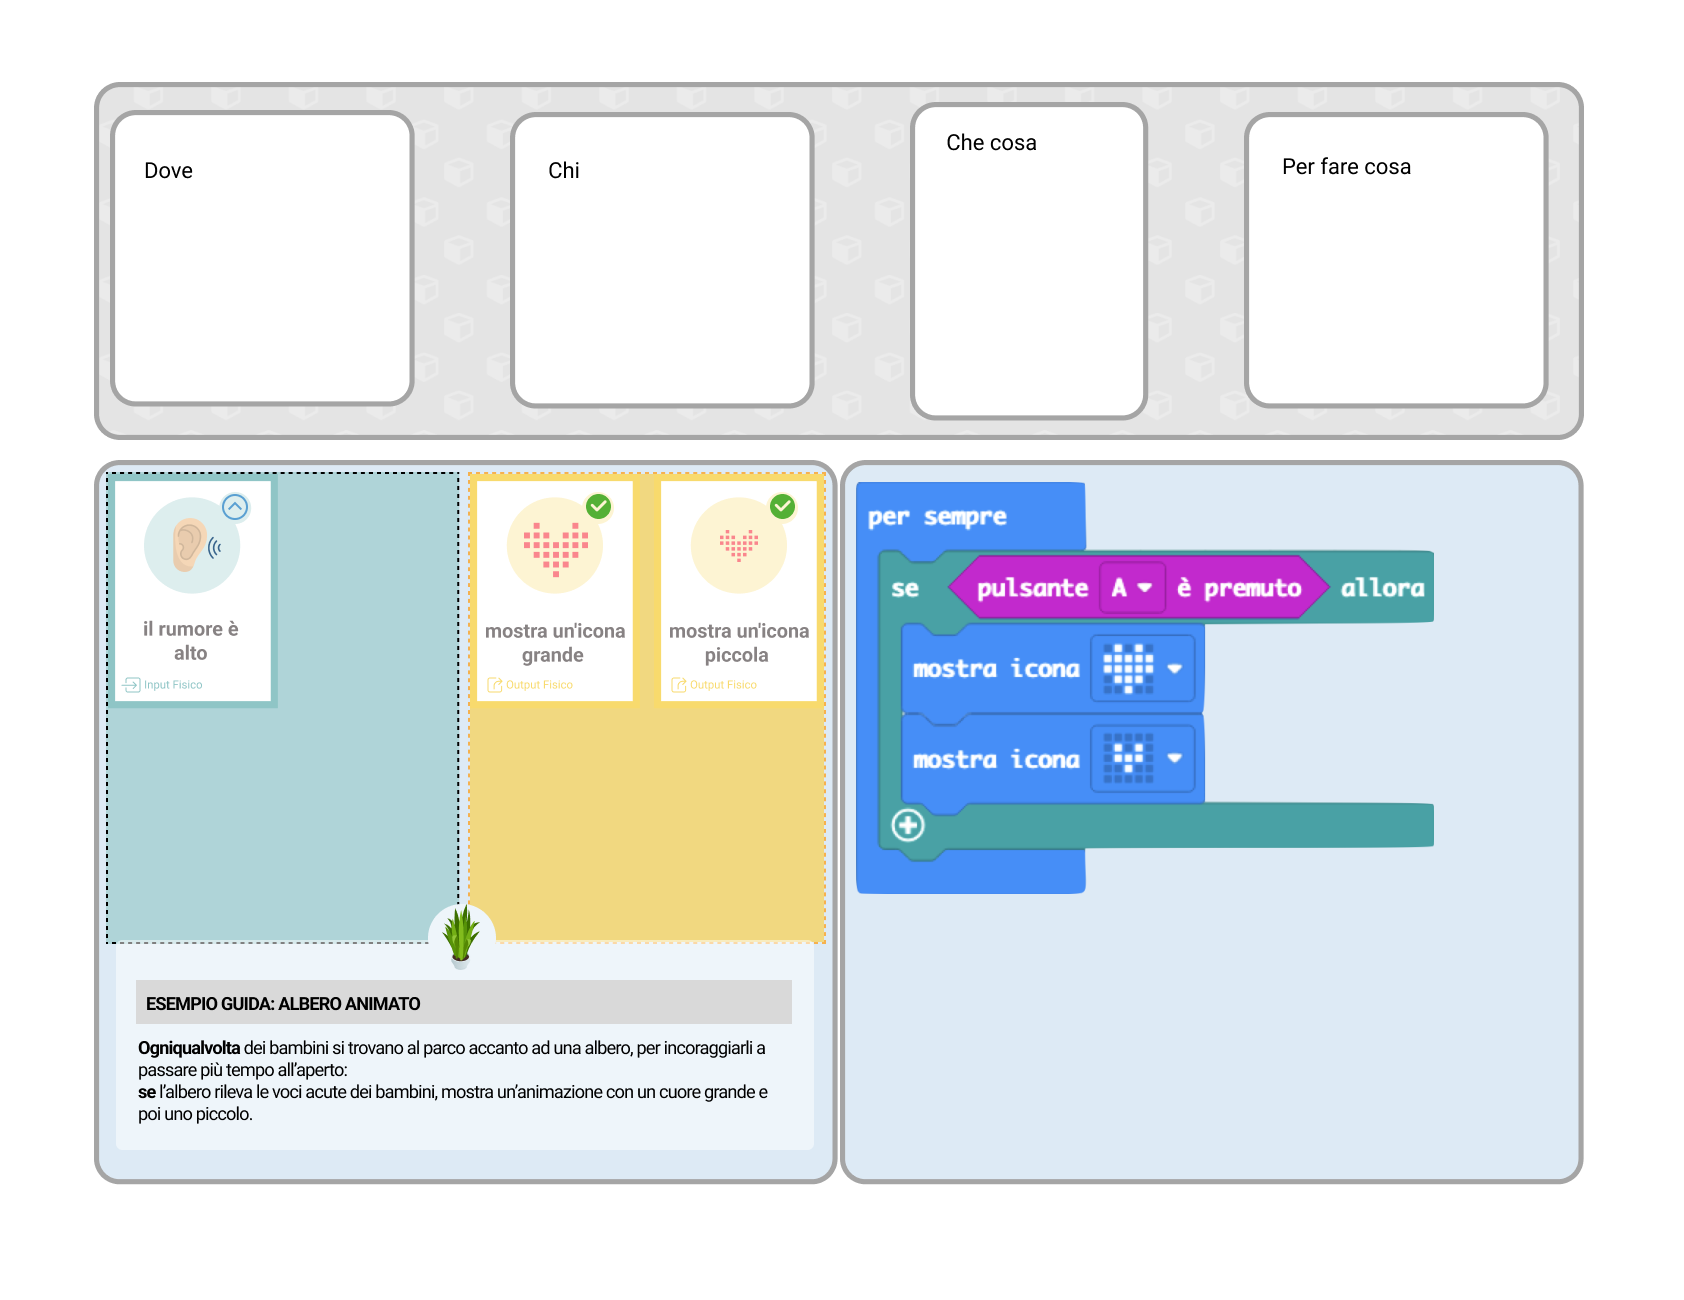 Dove
Chi
Che cosa
Per fare cosa
il rumore è
alto
Input Fisico
mostra un'icona
grande
Output Fisico
mostra un'icona
piccola
Output Fisico
ESEMPIO GUIDA: ALBERO ANIMATO
Ogniqualvolta dei bambini si trovano al parco accanto ad una albero, per incoraggiarli a
passare più tempo all’aperto:
se l’albero rileva le voci acute dei bambini, mostra un’animazione con un cuore grande e
poi uno piccolo.
per sempre
se pulsante A è premuto allora
mostra icona
mostra icona